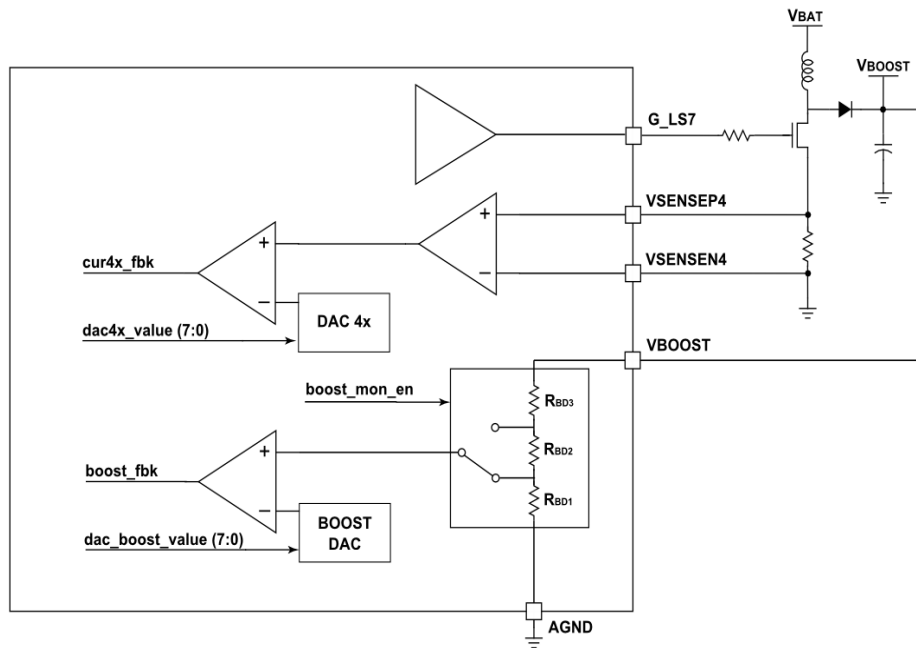 VBAT
VBOOST
G_LS7
VSENSEP4
+
+
cur4x_fbk
VSENSEN4
−
−
DAC 4x
dac4x_value (7:0)
VBOOST
boost_mon_en
RBD3
+
RBD2
boost_fbk
RBD1
−
BOOST
DAC
dac_boost_value (7:0)
AGND